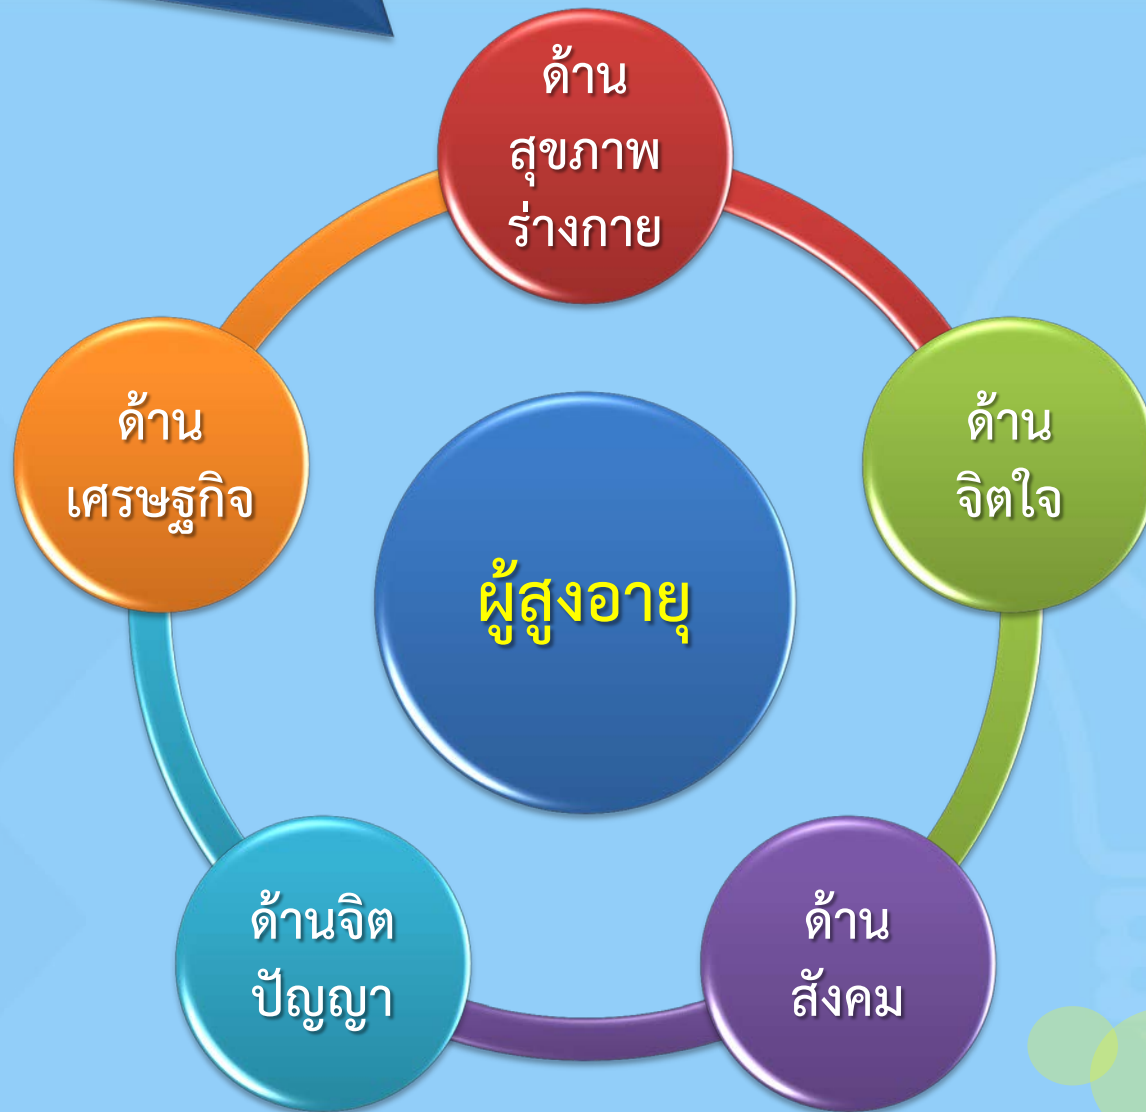 ด้าน
สุขภาพ
ร่างกาย
ด้าน
จิตใจ
ด้าน
สังคม
ด้านจิต
ปัญญา
ด้าน
เศรษฐกิจ
ผู้สูงอายุ